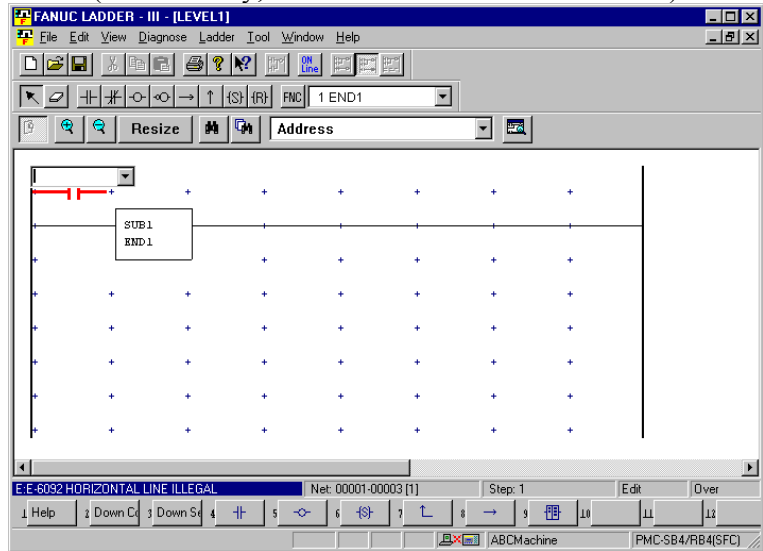 FANUC LADDER - III - [LEVEL1]
File Edit View Diagnose Ladder Tool Window Help
ON Line
{S} {R} FNC 1 END1
Resize Address
SUB1
END1
E:E-6092 HORIZONTAL LINE ILLEGAL Net: 00001-00003 [1] Step: 1 Edit Over
1 Help 2 Down Co 3 Down Se 4 5 6 {S} 7 8 9 10 11 12
ABCMachine PMC-SB4/RB4(SFC)